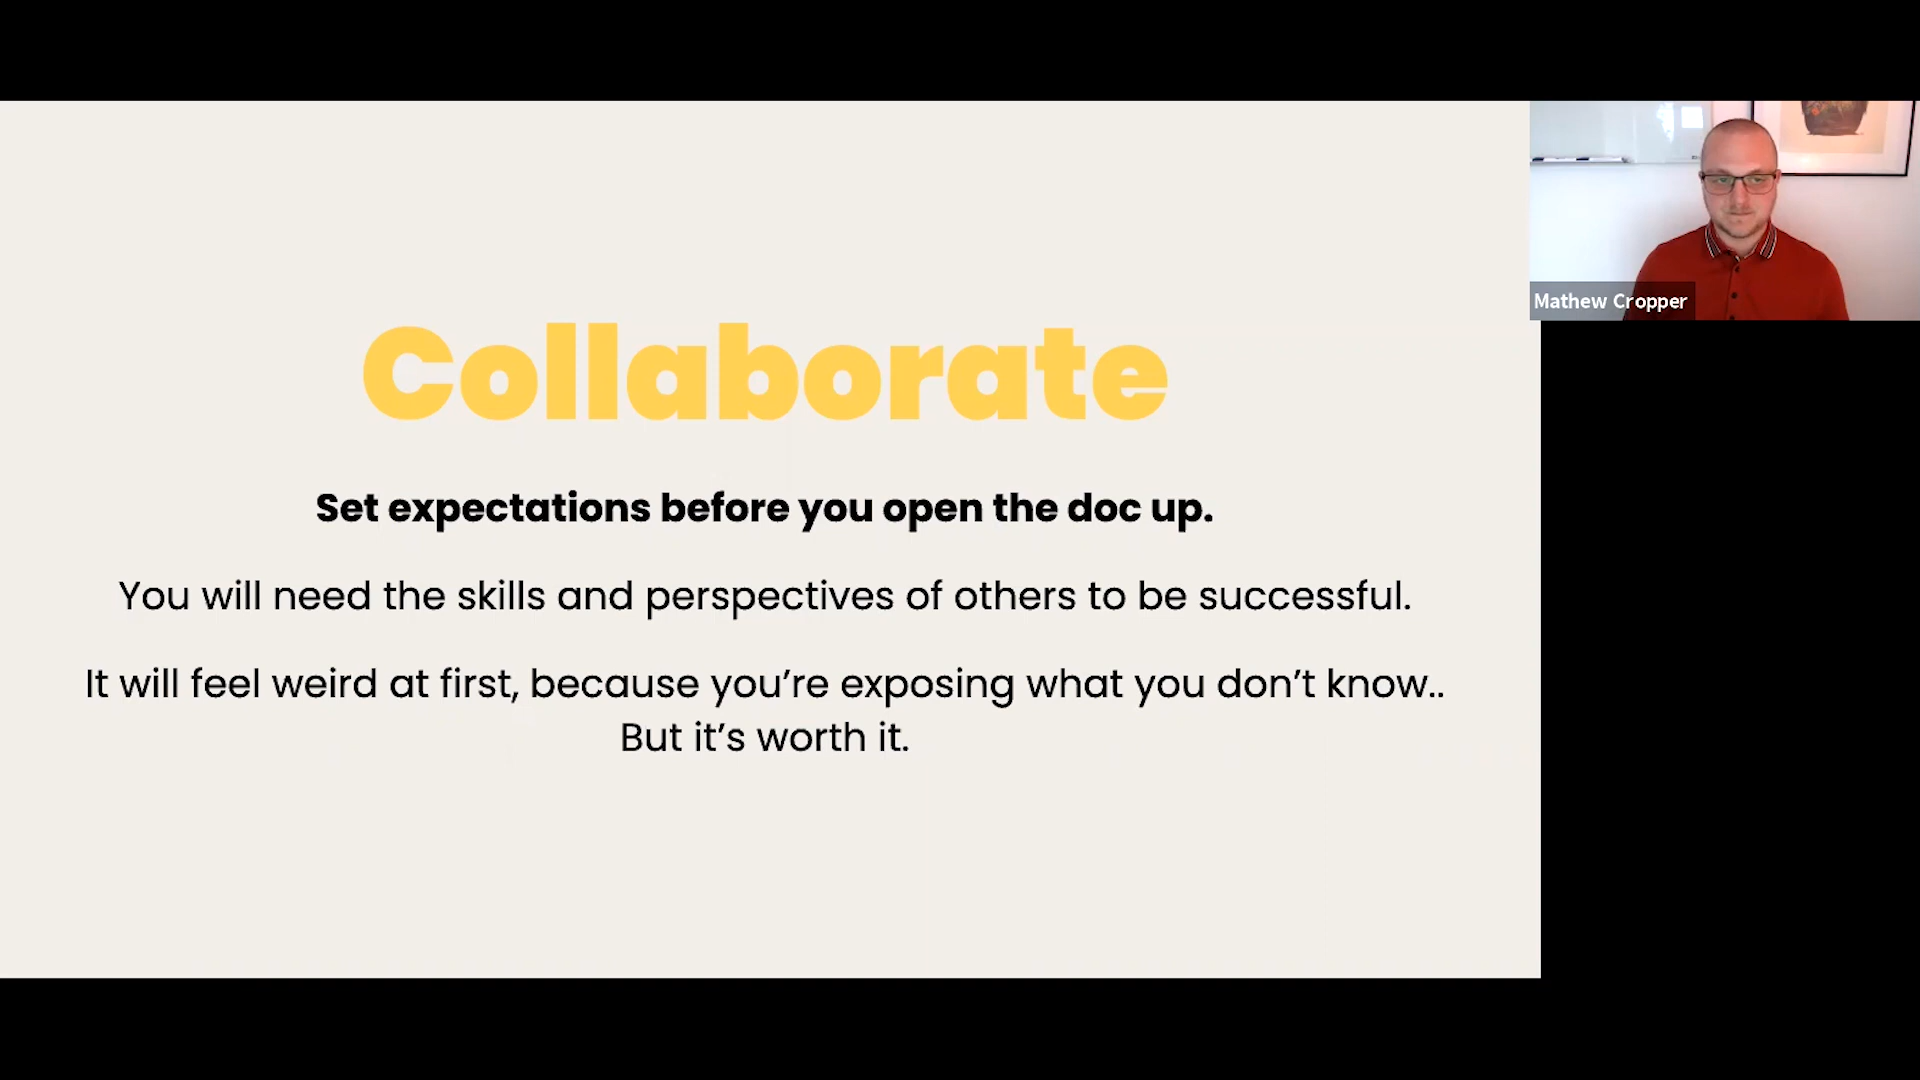 Collaborate
Set expectations before you open the doc up.
You will need the skills and perspectives of others to be successful.
It will feel weird at first, because you’re exposing what you don’t know..
But it’s worth it.
Mathew Cropper